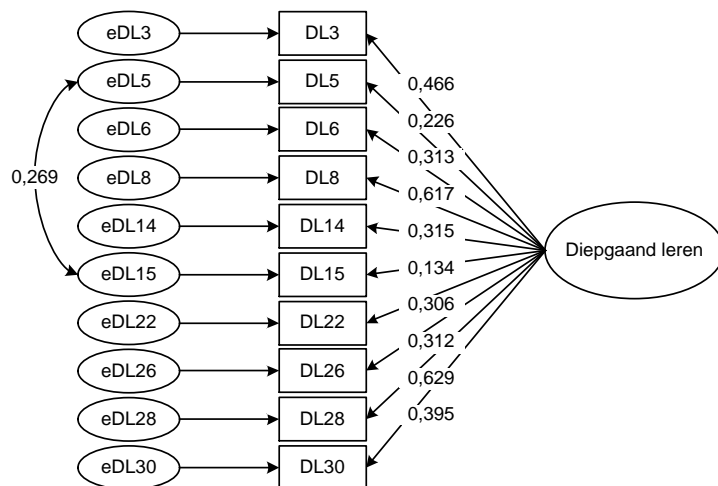 eDL3 DL3
eDL5 DL5 0,466
eDL6 DL6 0,226
0,313
0,269 eDL8 DL8 0,617
eDL14 DL14 0,315
Diepgaand leren
eDL15 DL15 0,134
0,306
eDL22 DL22
0,312
eDL26 DL26 0,629
eDL28 DL28 0,395
eDL30 DL30